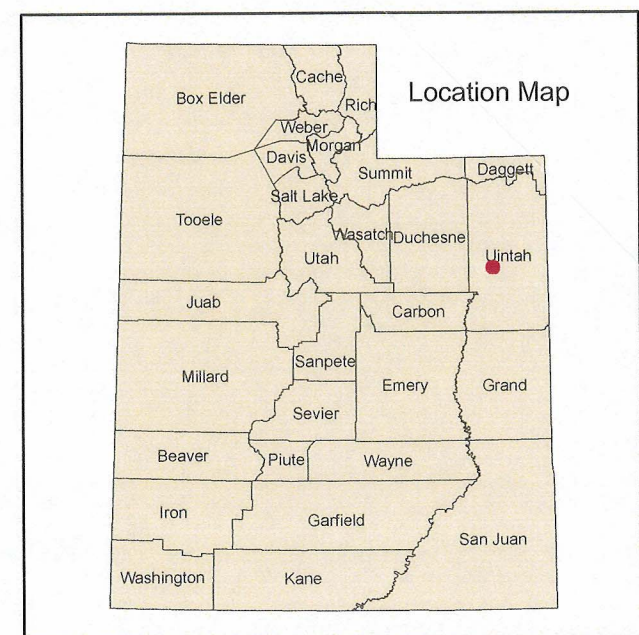 Location Map
Cache
Box Elder
Rich
Weber
Morgan
Davis
Summit
Daggett
Salt Lake
Tooele
Wasatch
Duchesne
Uintah
Utah
Juab
Carbon
Sanpete
Millard
Emery
Grand
Sevier
Beaver
Piute
Wayne
Iron
Garfield
San Juan
Washington
Kane